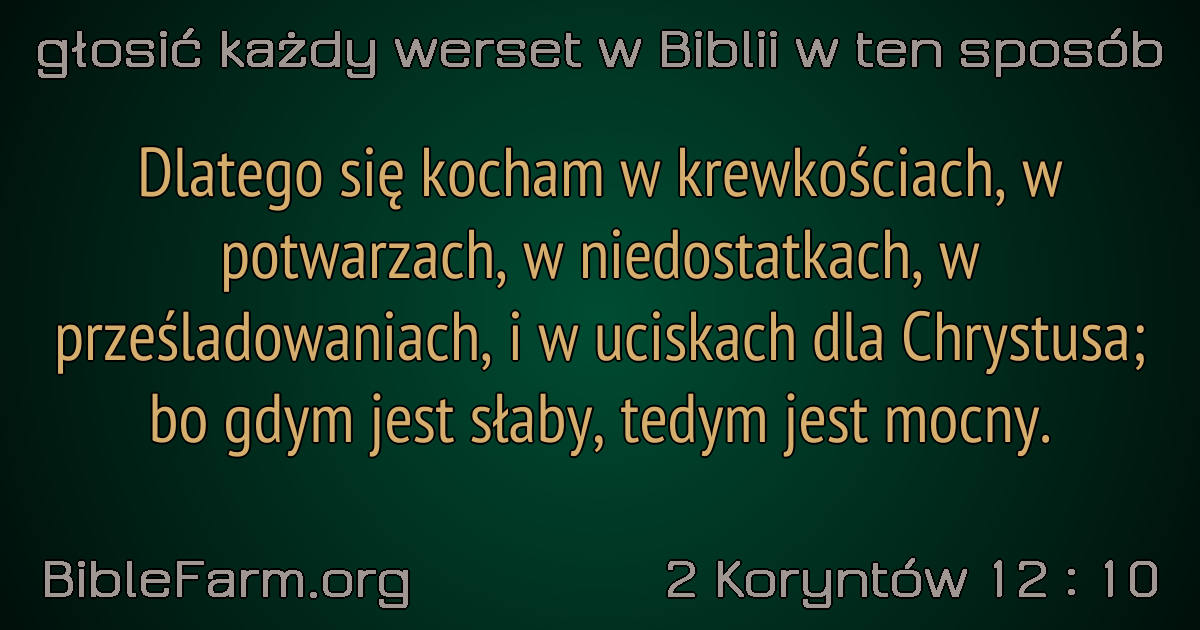 głosić każdy werset w Biblii w ten sposób
Dlatego się kocham w krewkościach, w
potwarzach, w niedostatkach, w
prześladowaniach, i w uciskach dla Chrystusa;
bo gdym jest słaby, tedym jest mocny.
BibleFarm.org
2 Koryntów 12 : 10